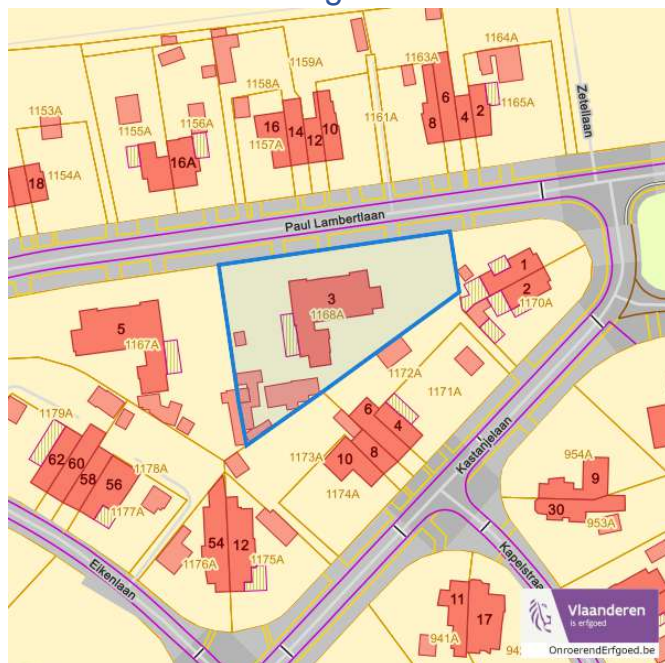 1164A
1159A
1163A
1158A
1153A
1165A
1155A
1156A
1161A
Zetellaan
6
16
14
12
10
8
4
2
1157A
18
1154A
16A
Paul Lambertlaan
1
2
1170A
3
1168A
5
1167A
1172A
1171A
1179A
6
4
62
60
58
56
1178A
1173A
10
8
Kastanjelaan
1177A
1174A
954A
9
30
953A
54
12
1176A
1175A
Eikenlaan
11
17
941A
Vlaanderen
is erfgoed
OnroerendErfgoed.be